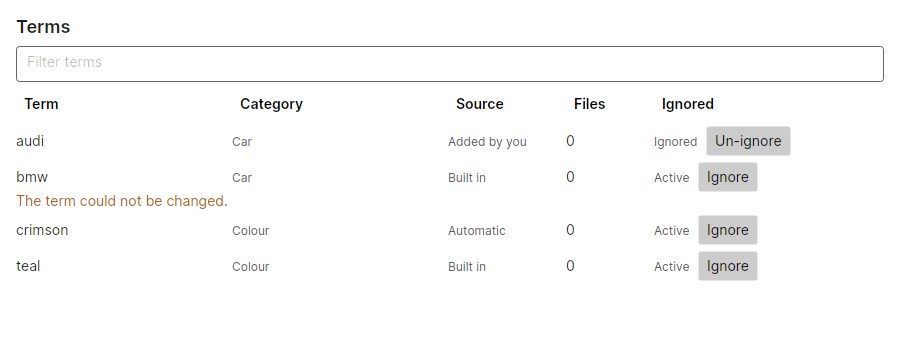 Terms
Filter terms
Term Category Source Files Ignored
audi Car Added by you 0 Ignored Un-ignore
bmw Car Built in 0 Active Ignore
The term could not be changed.
crimson Colour Automatic 0 Active Ignore
teal Colour Built in 0 Active Ignore